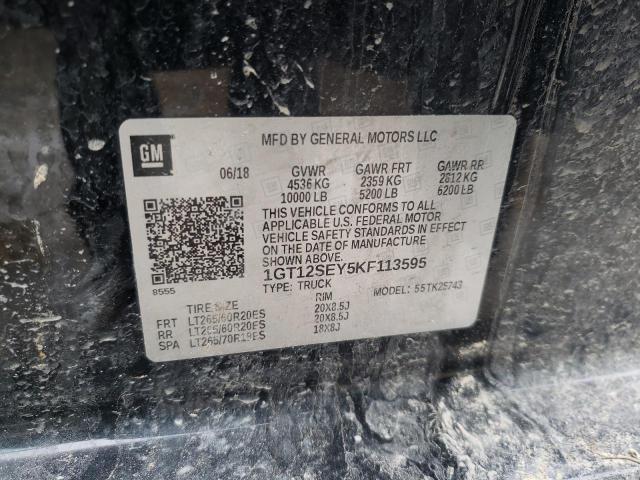 GM
MFD BY GENERAL MOTORS LLC
06/18 GVWR GAWR FRT GAWR RR
4536 KG 2359 KG 2812 KG
10000 LB 5200 LB 6200 LB
THIS VEHICLE CONFORMS TO ALL
APPLICABLE U.S. FEDERAL MOTOR
VEHICLE SAFETY STANDARDS IN
EFFECT ON THE DATE OF MANUFACTURE
SHOWN ABOVE.
8555
1GT12SEY5KF113595
TYPE: TRUCK MODEL: 55TK25743
TIRE SIZE RIM
FRT LT265/60R20ES 20X8.5J
RR LT265/60R20ES 20X8.5J
SPA LT265/70R18ES 18X8J